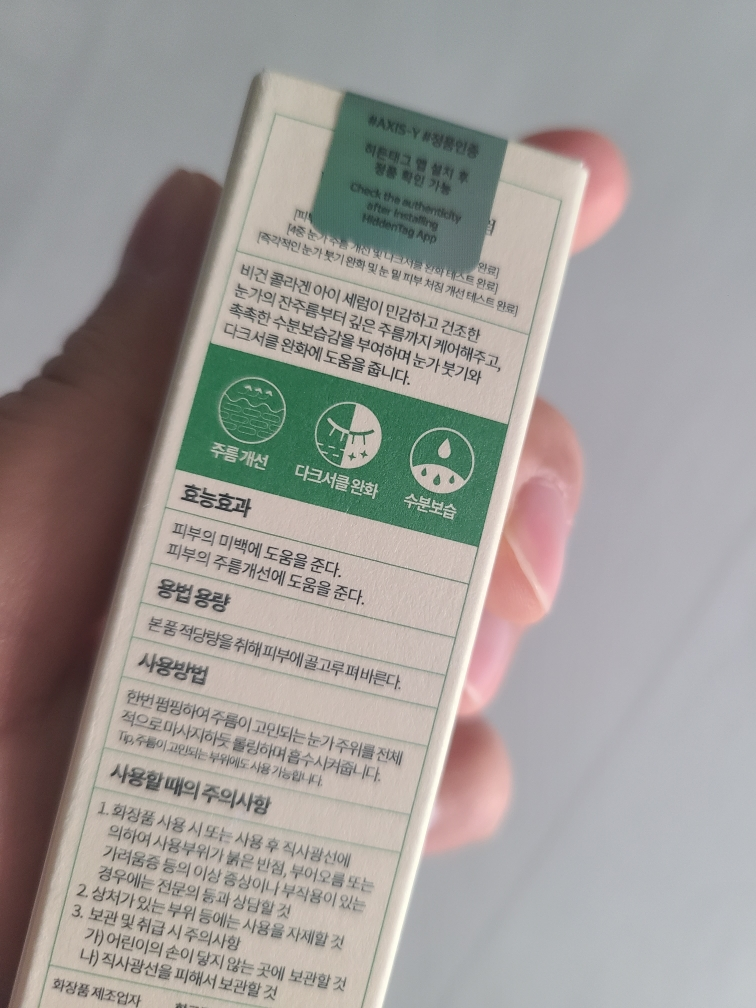 #AXIS-Y #정품인증
히든태그 앱 설치 후
정품 확인 가능
Check the authenticity
after installing
HiddenTag App
[피 완료]
[4중 눈가 주름 개선 및 다크서클 완화 테스트 완료]
[즉각적인 눈가 붓기 완화 및 눈 밑 피부 처짐 개선 테스트 완료]
비건 콜라겐 아이 세럼이 민감하고 건조한
눈가의 잔주름부터 깊은 주름까지 케어해주고,
촉촉한 수분보습감을 부여하며 눈가 붓기와
다크서클 완화에 도움을 줍니다.
주름 개선
다크서클 완화
수분보습
효능효과
피부의 미백에 도움을 준다.
피부의 주름개선에 도움을 준다.
용법 용량
본품 적당량을 취해 피부에 골고루 펴 바른다.
사용방법
한번 펌핑하여 주름이 고민되는 눈가 주위를 전체
적으로 마사지하듯 롤링하며 흡수시켜줍니다.
Tip, 주름이 고민되는 부위에도 사용 가능합니다.
사용할 때의 주의사항
1. 화장품 사용 시 또는 사용 후 직사광선에
의하여 사용부위가 붉은 반점, 부어오름 또는
가려움증 등의 이상 증상이나 부작용이 있는
경우에는 전문의 등과 상담할 것
2. 상처가 있는 부위 등에는 사용을 자제할 것
3. 보관 및 취급 시 주의사항
가) 어린이의 손이 닿지 않는 곳에 보관할 것
나) 직사광선을 피해서 보관할 것
화장품 제조업자